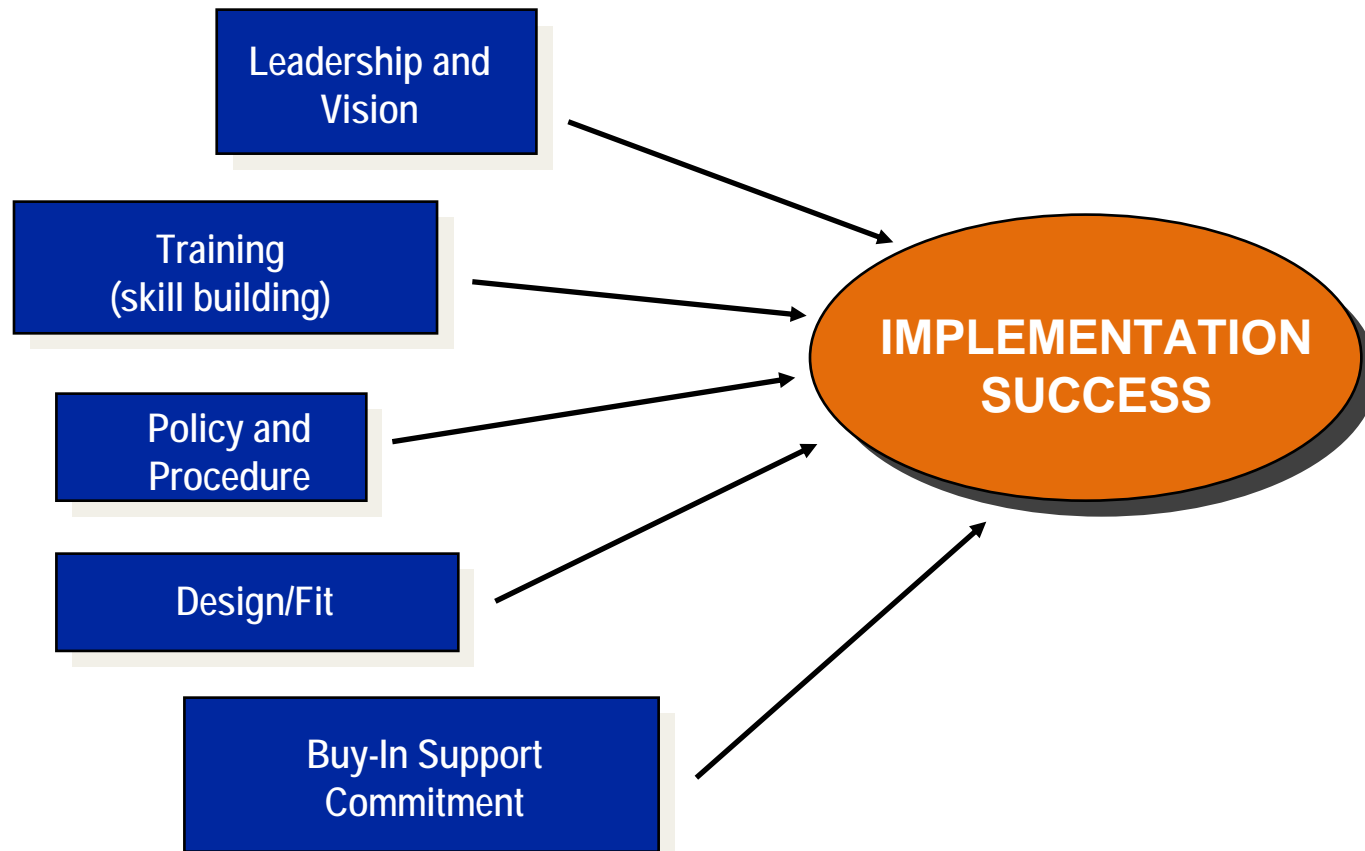 Leadership and
Vision
Training
(skill building)
Policy and
Procedure
Design/Fit
Buy-In Support
Commitment
IMPLEMENTATION
SUCCESS